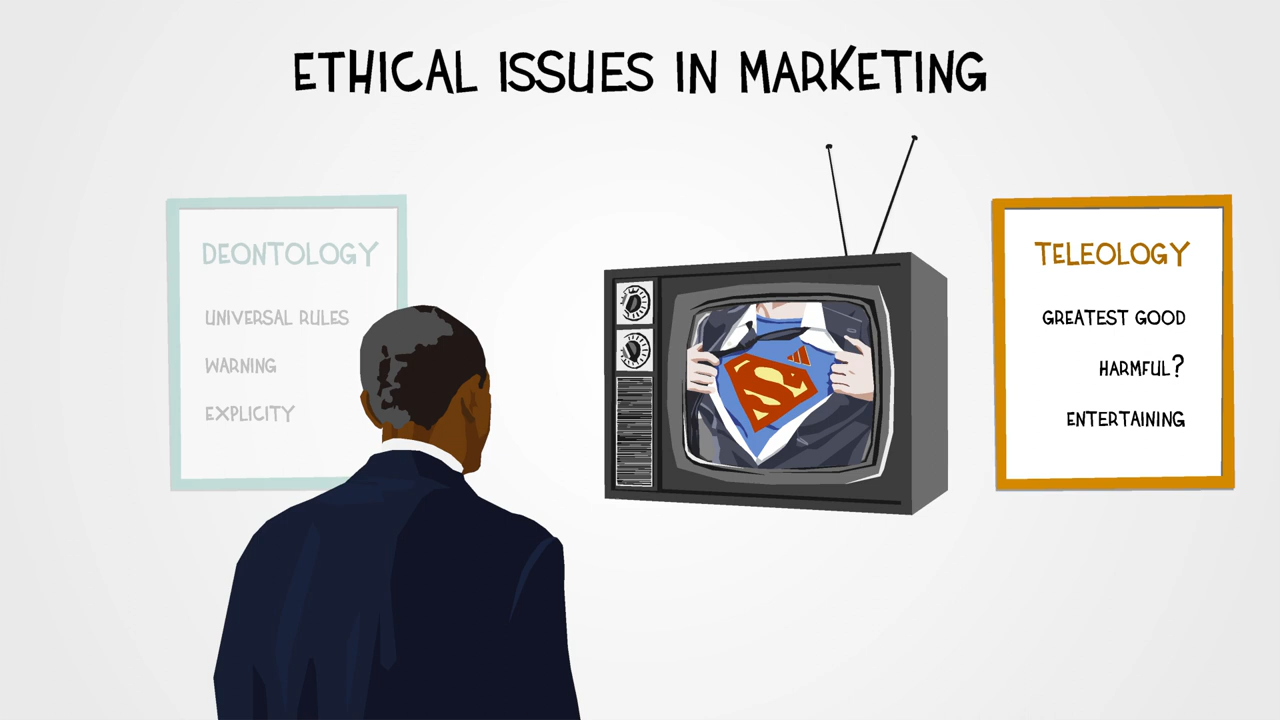 ETHICAL ISSUES IN MARKETING
DEONTOLOGY
UNIVERSAL RULES
WARNING
EXPLICITY
S
TELEOLOGY
GREATEST GOOD
HARMFUL?
ENTERTAINING